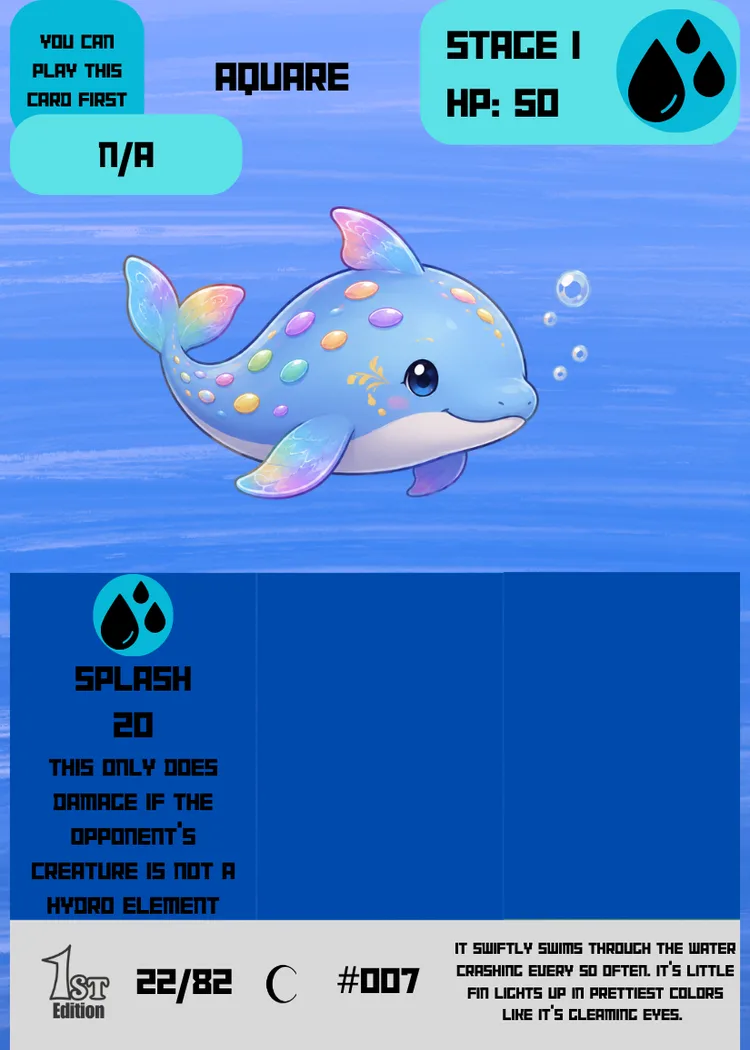 YOU CAN
PLAY THIS
CARD FIRST
N/A
AQUARE
STAGE 1
HP: 50
SPLASH
20
THIS ONLY DOES
DAMAGE IF THE
OPPONENT'S
CREATURE IS NOT A
HYDRO ELEMENT
1ST
Edition
22/82
C
#007
IT SWIFTLY SWIMS THROUGH THE WATER
CRASHING EVERY SO OFTEN. IT'S LITTLE
FIN LIGHTS UP IN PRETTIEST COLORS
LIKE IT'S GLEAMING EYES.